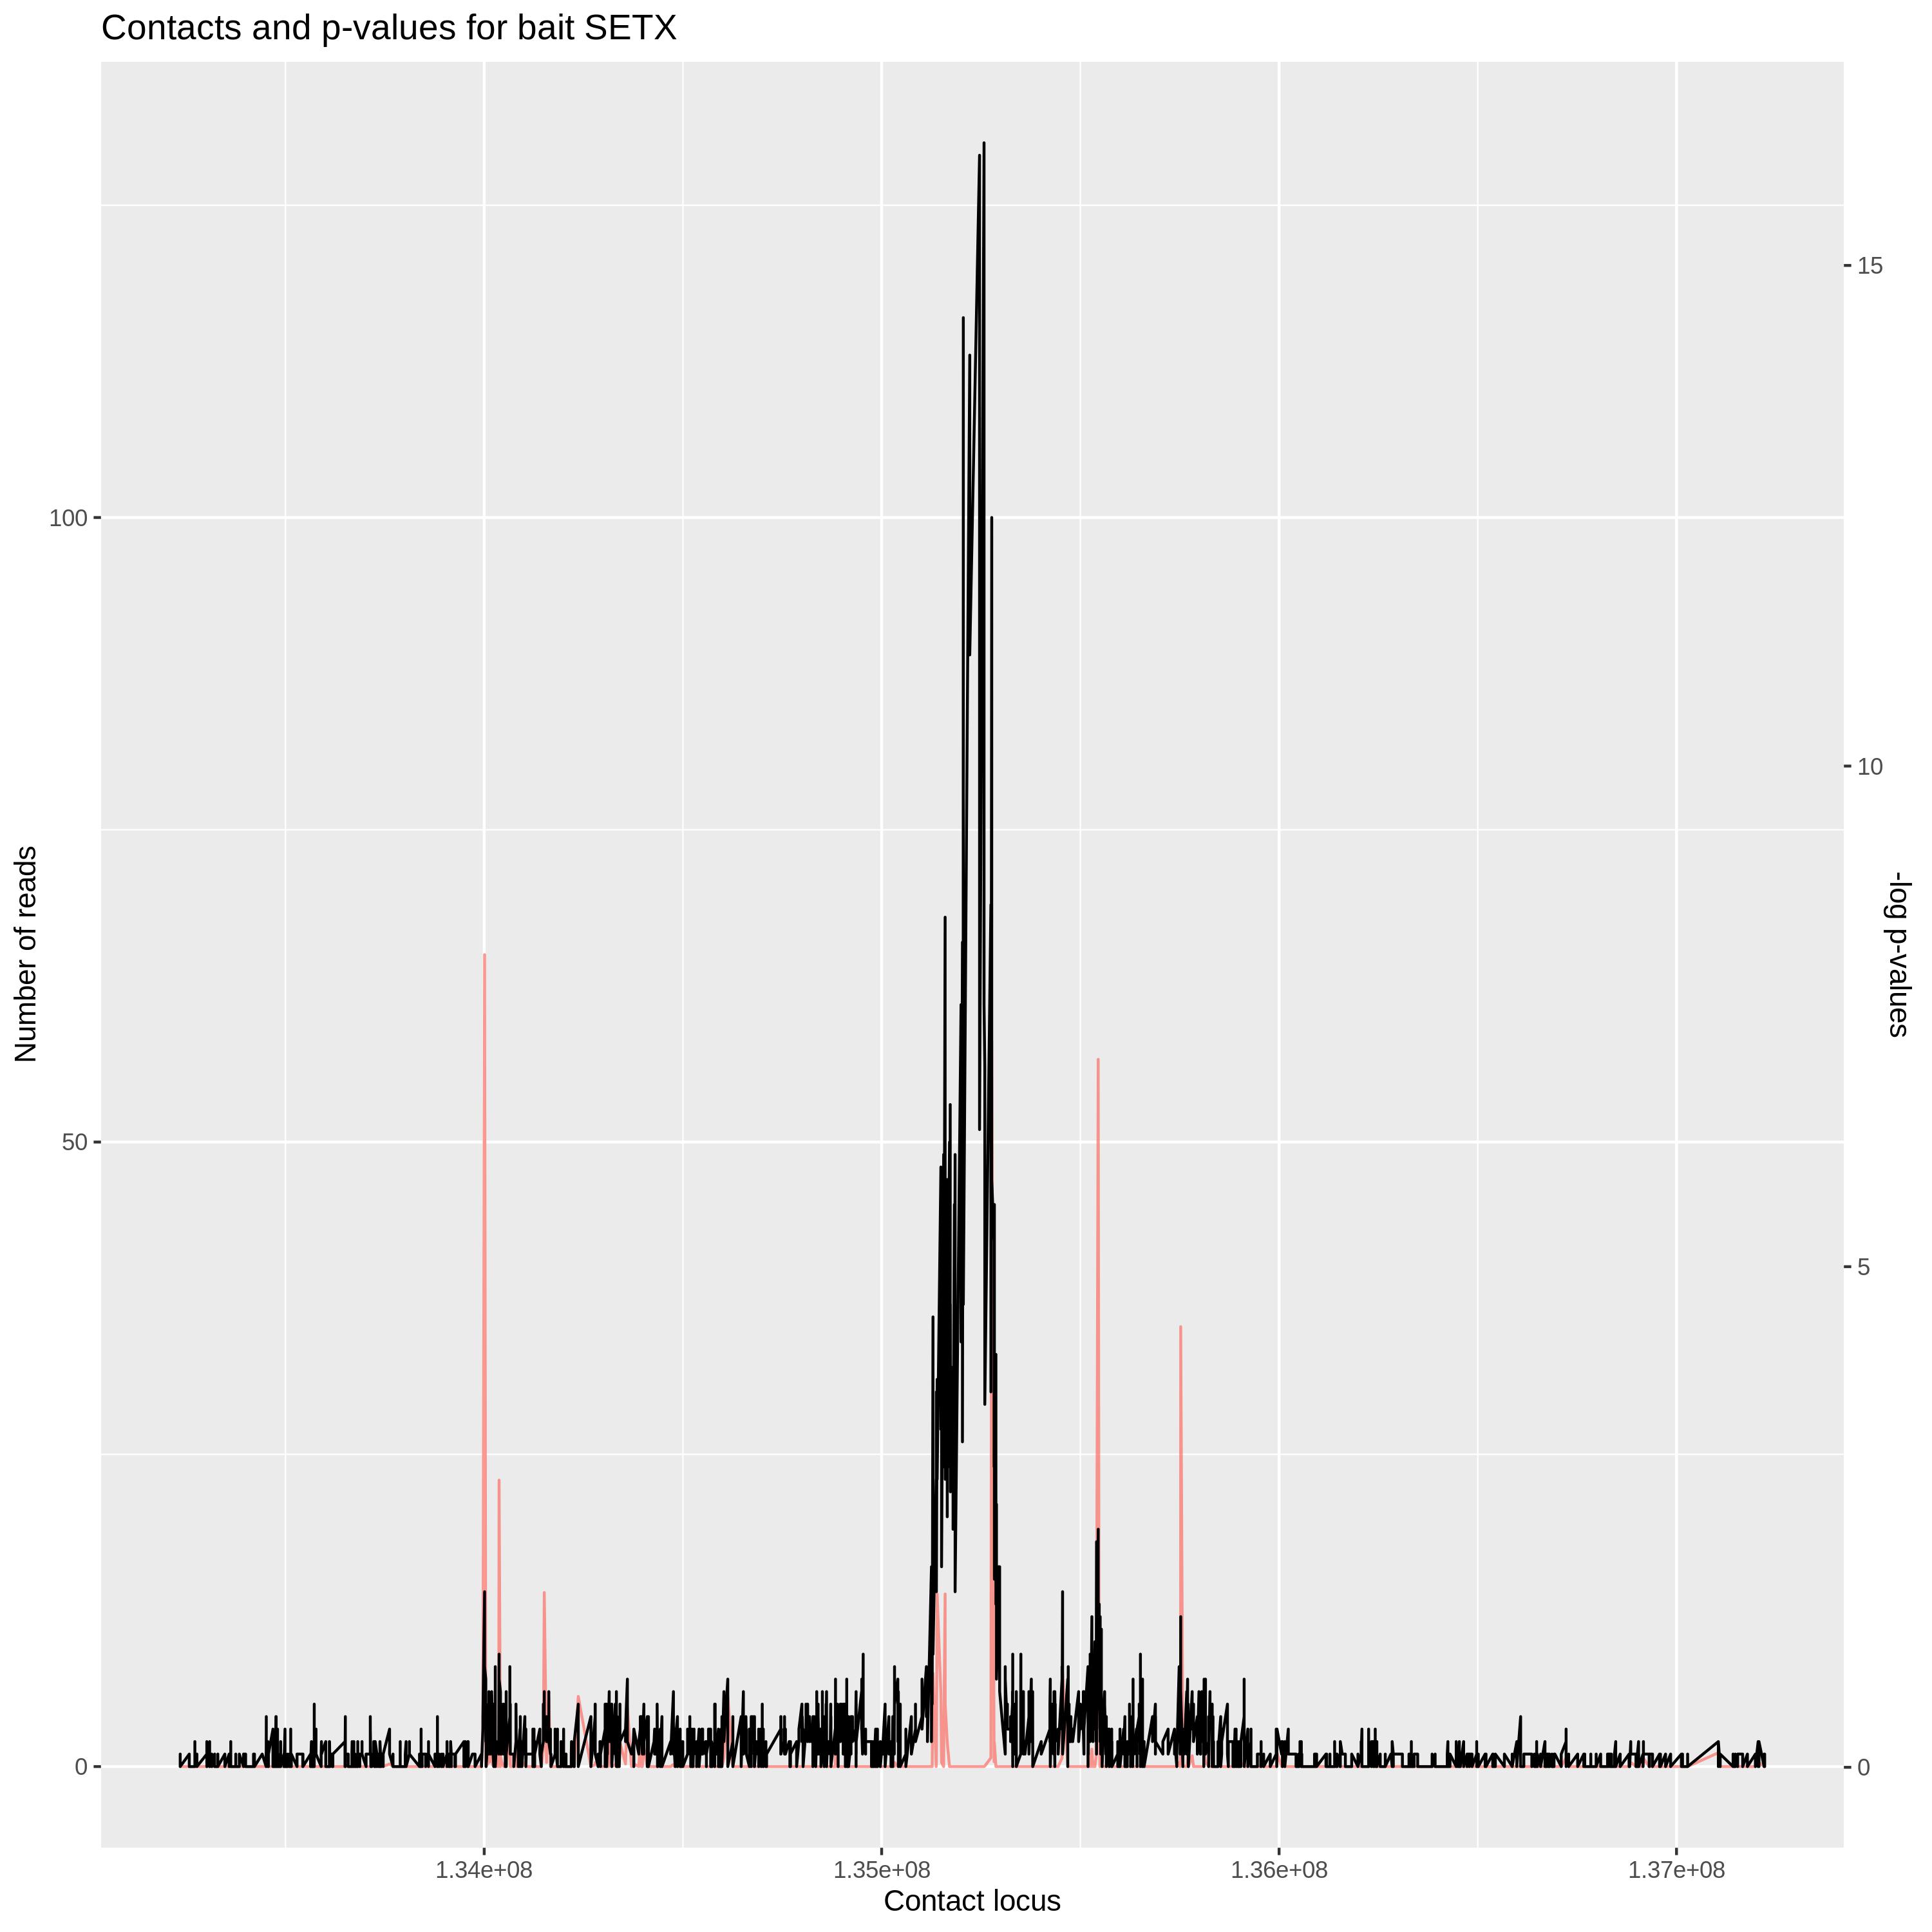 Contacts and p-values for bait SETX
Number of reads
100
50
0
15
10
5
0
-log p-values
1.34e+08 1.35e+08 1.36e+08 1.37e+08
Contact locus